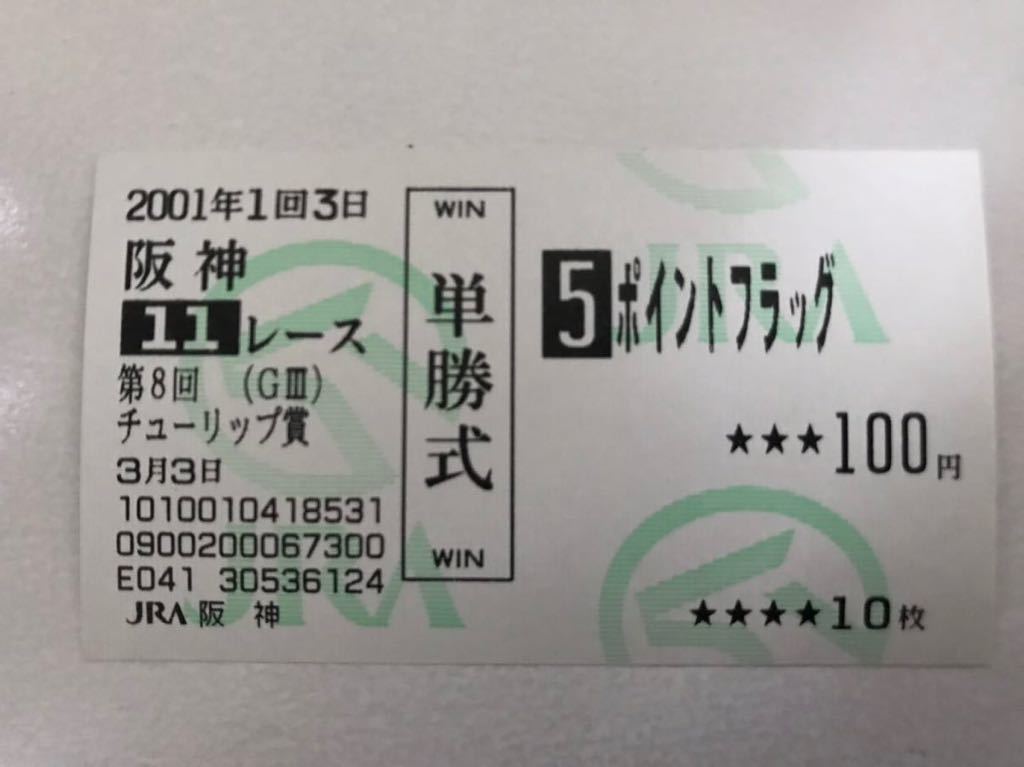 2001年1回3日
阪神
11レース
第8回 (GⅢ)
チューリップ賞
3月3日
1010010418531
0900200067300
E041 30536124
JRA 阪神
WIN
単勝式
WIN
5 ポイントフラッグ
★★★100円
★★★★10枚
JRA
JRA